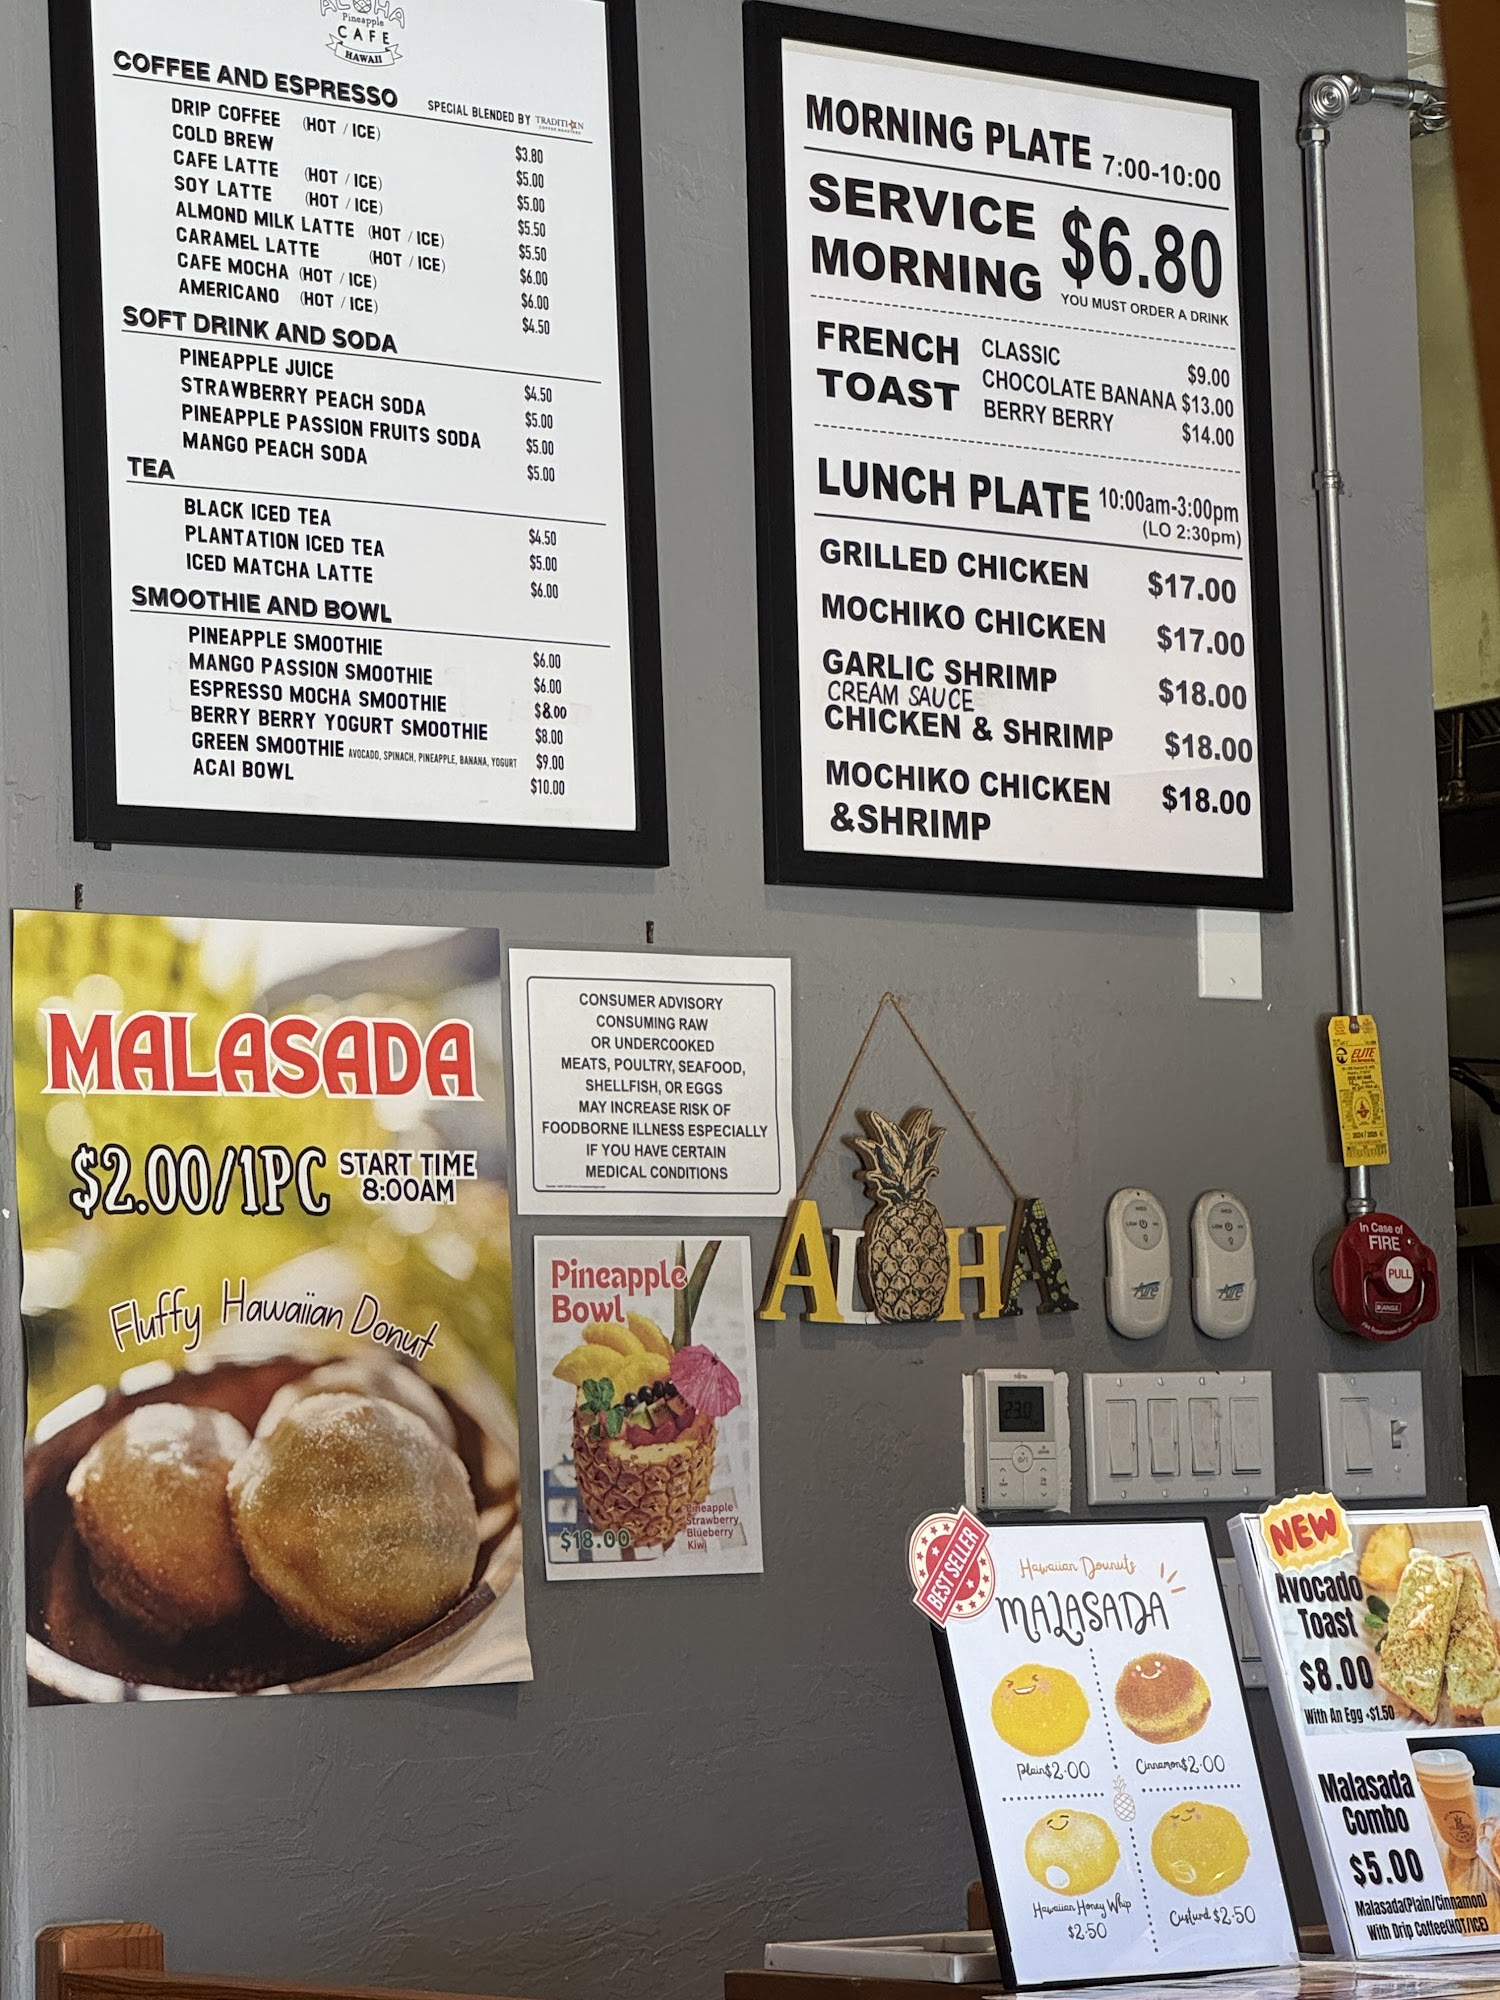 ALOHA
Pineapple
CAFE
HAWAII
COFFEE AND ESPRESSO SPECIAL BLENDED BY TRADITION
COFFEE ROASTERS
DRIP COFFEE (HOT / ICE) $3.80
COLD BREW $5.00
CAFE LATTE (HOT / ICE) $5.00
SOY LATTE (HOT / ICE) $5.50
ALMOND MILK LATTE (HOT / ICE) $5.50
CARAMEL LATTE (HOT / ICE) $6.00
CAFE MOCHA (HOT / ICE) $6.00
AMERICANO (HOT / ICE) $4.50
SOFT DRINK AND SODA
PINEAPPLE JUICE $4.50
STRAWBERRY PEACH SODA $5.00
PINEAPPLE PASSION FRUITS SODA $5.00
MANGO PEACH SODA $5.00
TEA
BLACK ICED TEA $4.50
PLANTATION ICED TEA $5.00
ICED MATCHA LATTE $6.00
SMOOTHIE AND BOWL
PINEAPPLE SMOOTHIE $6.00
MANGO PASSION SMOOTHIE $6.00
ESPRESSO MOCHA SMOOTHIE $8.00
BERRY BERRY YOGURT SMOOTHIE $8.00
GREEN SMOOTHIE AVOCADO, SPINACH, PINEAPPLE, BANANA, YOGURT $9.00
ACAI BOWL $10.00
MORNING PLATE 7:00-10:00
SERVICE
MORNING $6.80
YOU MUST ORDER A DRINK
FRENCH
TOAST
CLASSIC $9.00
CHOCOLATE BANANA $13.00
BERRY BERRY $14.00
LUNCH PLATE 10:00am-3:00pm
(LO 2:30pm)
GRILLED CHICKEN $17.00
MOCHIKO CHICKEN $17.00
GARLIC SHRIMP $18.00
CREAM SAUCE
CHICKEN & SHRIMP $18.00
MOCHIKO CHICKEN $18.00
&SHRIMP
MALASADA
$2.00/1PC START TIME
8:00AM
Fluffy Hawaiian Donut
CONSUMER ADVISORY
CONSUMING RAW
OR UNDERCOOKED
MEATS, POULTRY, SEAFOOD,
SHELLFISH, OR EGGS
MAY INCREASE RISK OF
FOODBORNE ILLNESS ESPECIALLY
IF YOU HAVE CERTAIN
MEDICAL CONDITIONS
Pineapple
Bowl
Pineapple
Strawberry
Blueberry
Kiwi
$18.00
ALOHA
ELITE
In Case of
FIRE
PULL
ANSUL
23.0
BEST SELLER
Hawaiian Dounuts
MALASADA
Plain $2.00
Cinnamon $2.00
Hawaiian Honey Whip
$2.50
Custurd $2.50
NEW
Avocado
Toast
$8.00
With An Egg +$1.50
Malasada
Combo
$5.00
Malasada(Plain/Cinnamon)
With Drip Coffee(HOT/ICE)